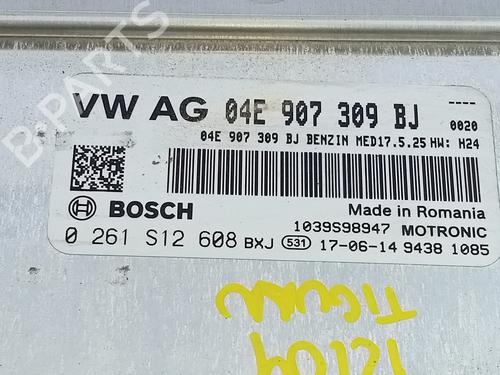 VW AG 04E 907 309 BJ ----
0020
04E 907 309 BJ BENZIN MED17.5.25 HW: H24
BOSCH
Made in Romania
1039S98947 MOTRONIC
0 261 S12 608 BXJ 531 17-06-14 9438 1085
TIGUAN
12104
B-PARTS